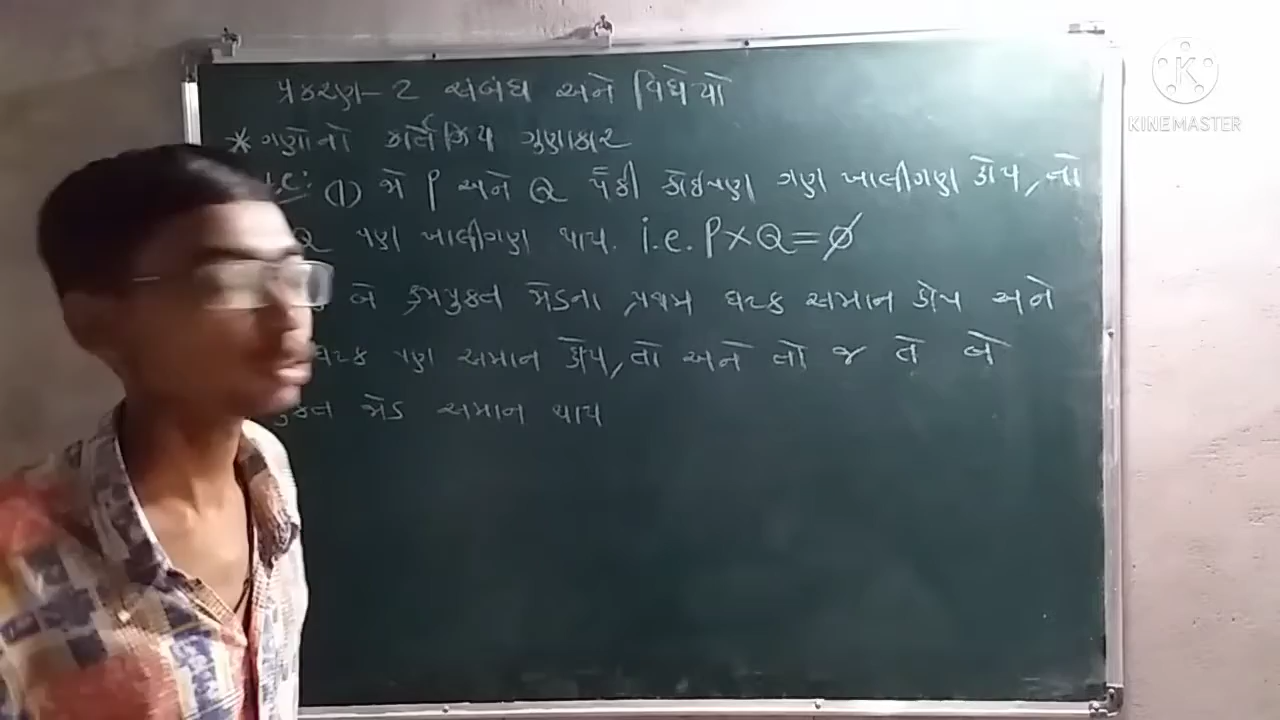 પ્રકરણ-2 સંબંધ અને વિધેયો
* ગણોનો કાર્તેઝિય ગુણાકાર
(1) જો P અને Q પૈકી કોઇપણ ગણ ખાલીગણ હોય, તો
Q પણ ખાલીગણ થાય. i.e. P×Q=∅
બે ક્રમયુક્ત જોડના પ્રથમ ઘટક સમાન હોય અને
ઘટક પણ સમાન હોય, તો અને તો જ તે બે
જોડ સમાન થાય
KINEMASTER